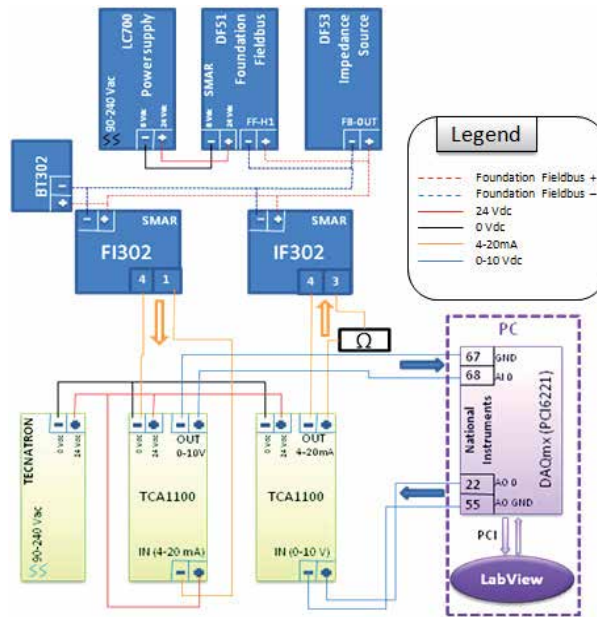 90-240 Vac
LC700
Power supply
0 Vdc
24 Vdc
SMAR
DF51
Foundation
Fieldbus
0 Vdc
24 Vdc
FF-H1
DF53
Impedance
Source
FB-OUT
BT302
Legend
Foundation Fieldbus +
Foundation Fieldbus –
24 Vdc
0 Vdc
4-20mA
0-10 Vdc
SMAR
FI302
4 1
SMAR
IF302
4 3
Ω
PC
67 GND
68 AI 0
National
Instruments
DAQmx (PCI6221)
22 AO 0
55 AO GND
PCI
LabView
TECNATRON
90-240 Vac
0 Vdc
24 Vdc
0 Vdc
24 Vdc
OUT
0-10V
TCA1100
IN (4-20 mA)
0 Vdc
24 Vdc
OUT
4-20mA
TCA1100
IN (0-10 V)